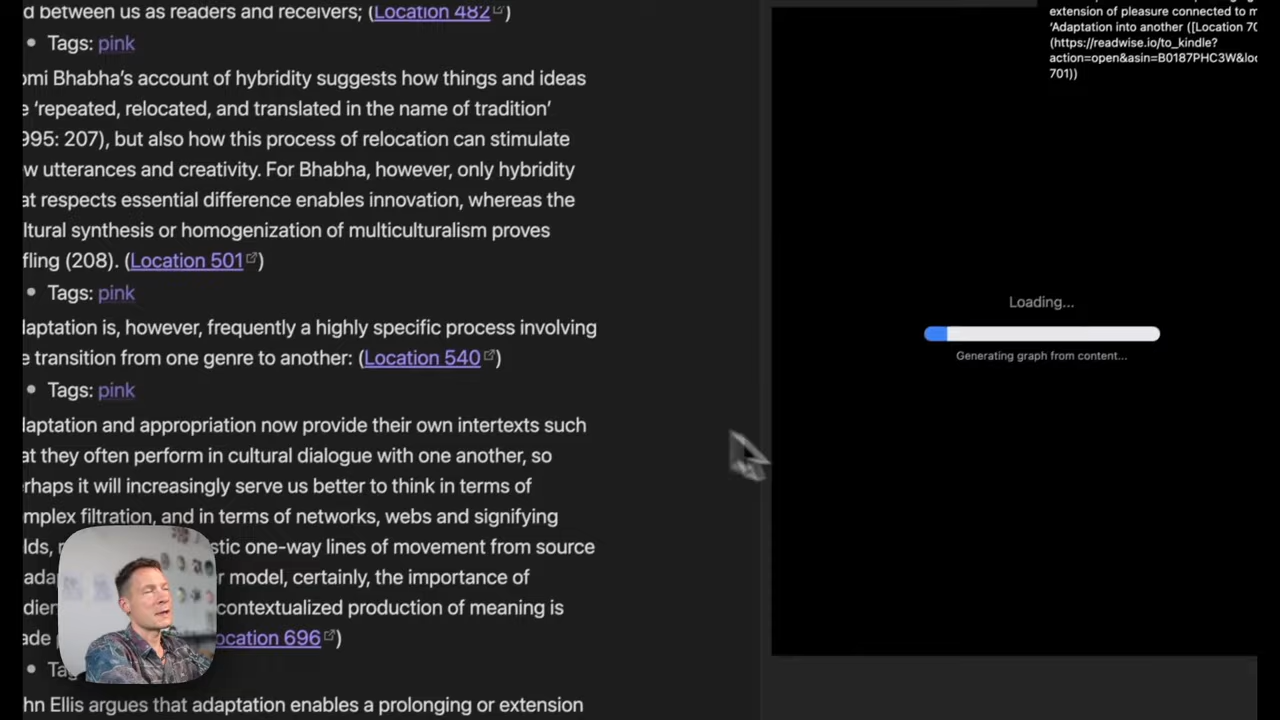 d between us as readers and receivers; (Location 482)
Tags: pink
omi Bhabha's account of hybridity suggests how things and ideas
e 'repeated, relocated, and translated in the name of tradition'
995: 207), but also how this process of relocation can stimulate
w utterances and creativity. For Bhabha, however, only hybridity
at respects essential difference enables innovation, whereas the
ltural synthesis or homogenization of multiculturalism proves
fling (208). (Location 501)
Tags: pink
laptation is, however, frequently a highly specific process involving
e transition from one genre to another: (Location 540)
Tags: pink
laptation and appropriation now provide their own intertexts such
at they often perform in cultural dialogue with one another, so
rhaps it will increasingly serve us better to think in terms of
mplex filtration, and in terms of networks, webs and signifying
lds, stic one-way lines of movement from source
ada r model, certainly, the importance of
dien contextualized production of meaning is
ade ocation 696)
Ta
hn Ellis argues that adaptation enables a prolonging or extension
extension of pleasure connected to m
'Adaptation into another ([Location 70
(https://readwise.io/to_kindle?
action=open&asin=B0187PHC3W&loc
701))
Loading...
Generating graph from content...